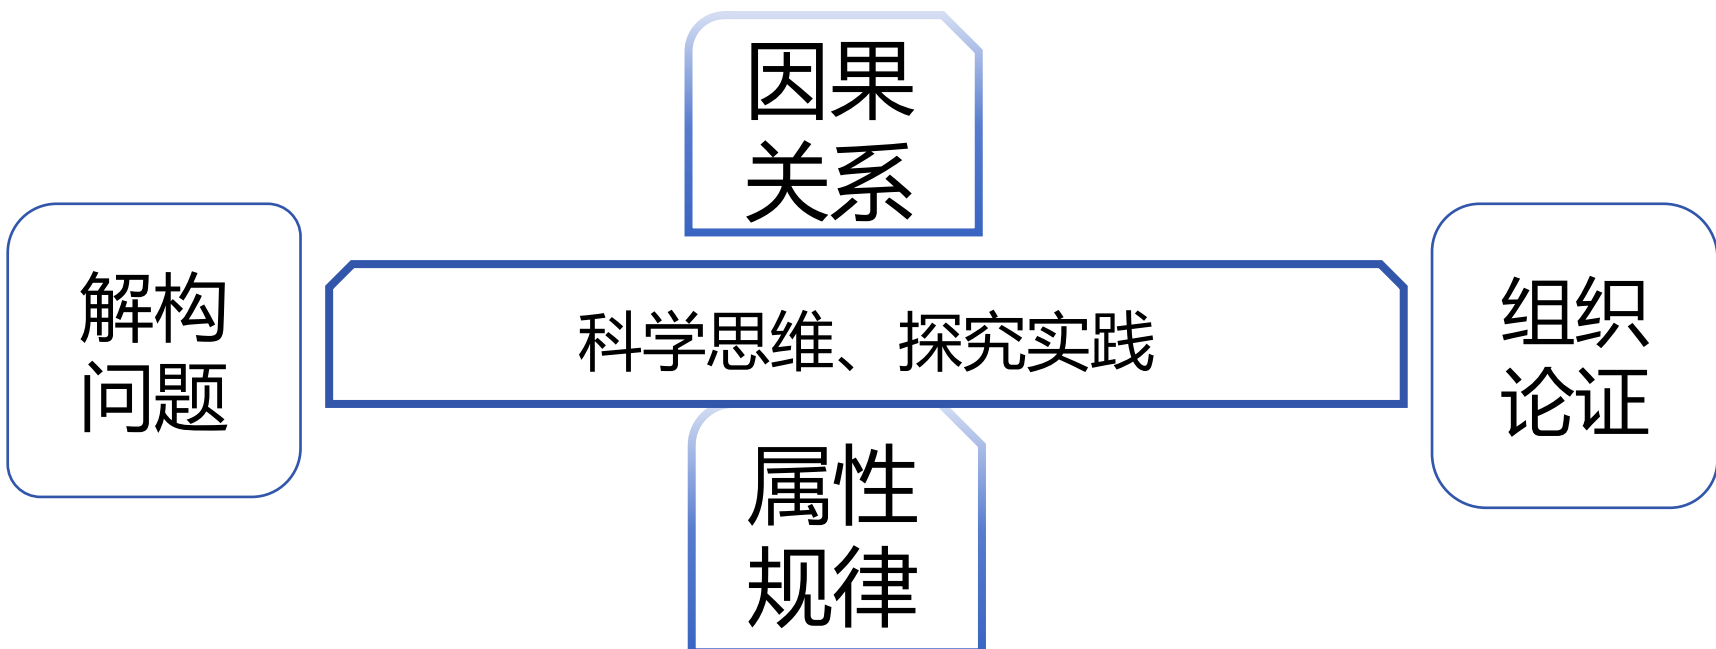 因果
关系
解构
问题
科学思维、探究实践
组织
论证
属性
规律